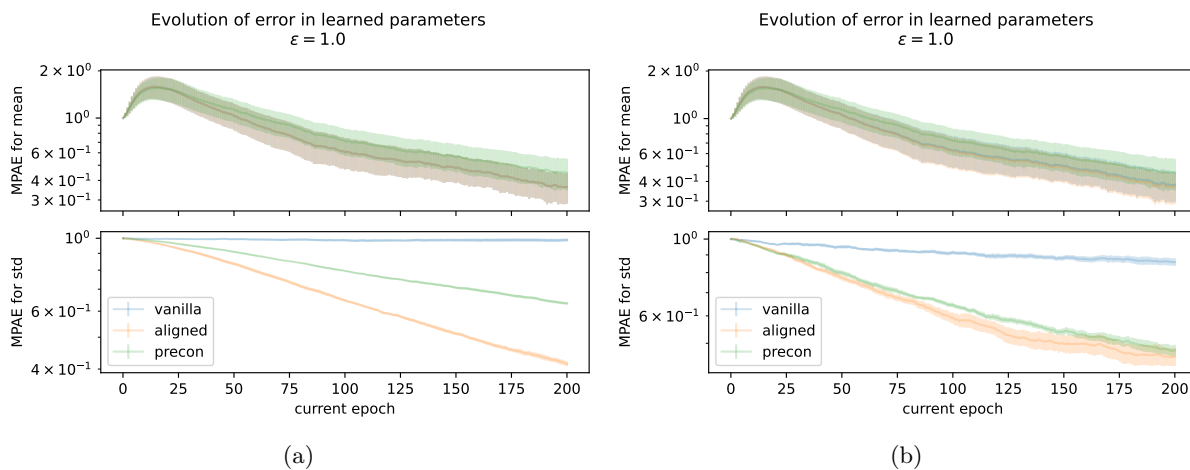 Evolution of error in learned parameters
ε = 1.0
MPAE for mean
2 × 10⁰
10⁰
6 × 10⁻¹
4 × 10⁻¹
3 × 10⁻¹
MPAE for std
10⁰
6 × 10⁻¹
4 × 10⁻¹
vanilla
aligned
precon
0 25 50 75 100 125 150 175 200
current epoch
(a)
Evolution of error in learned parameters
ε = 1.0
MPAE for mean
2 × 10⁰
10⁰
6 × 10⁻¹
4 × 10⁻¹
3 × 10⁻¹
MPAE for std
10⁰
6 × 10⁻¹
vanilla
aligned
precon
0 25 50 75 100 125 150 175 200
current epoch
(b)